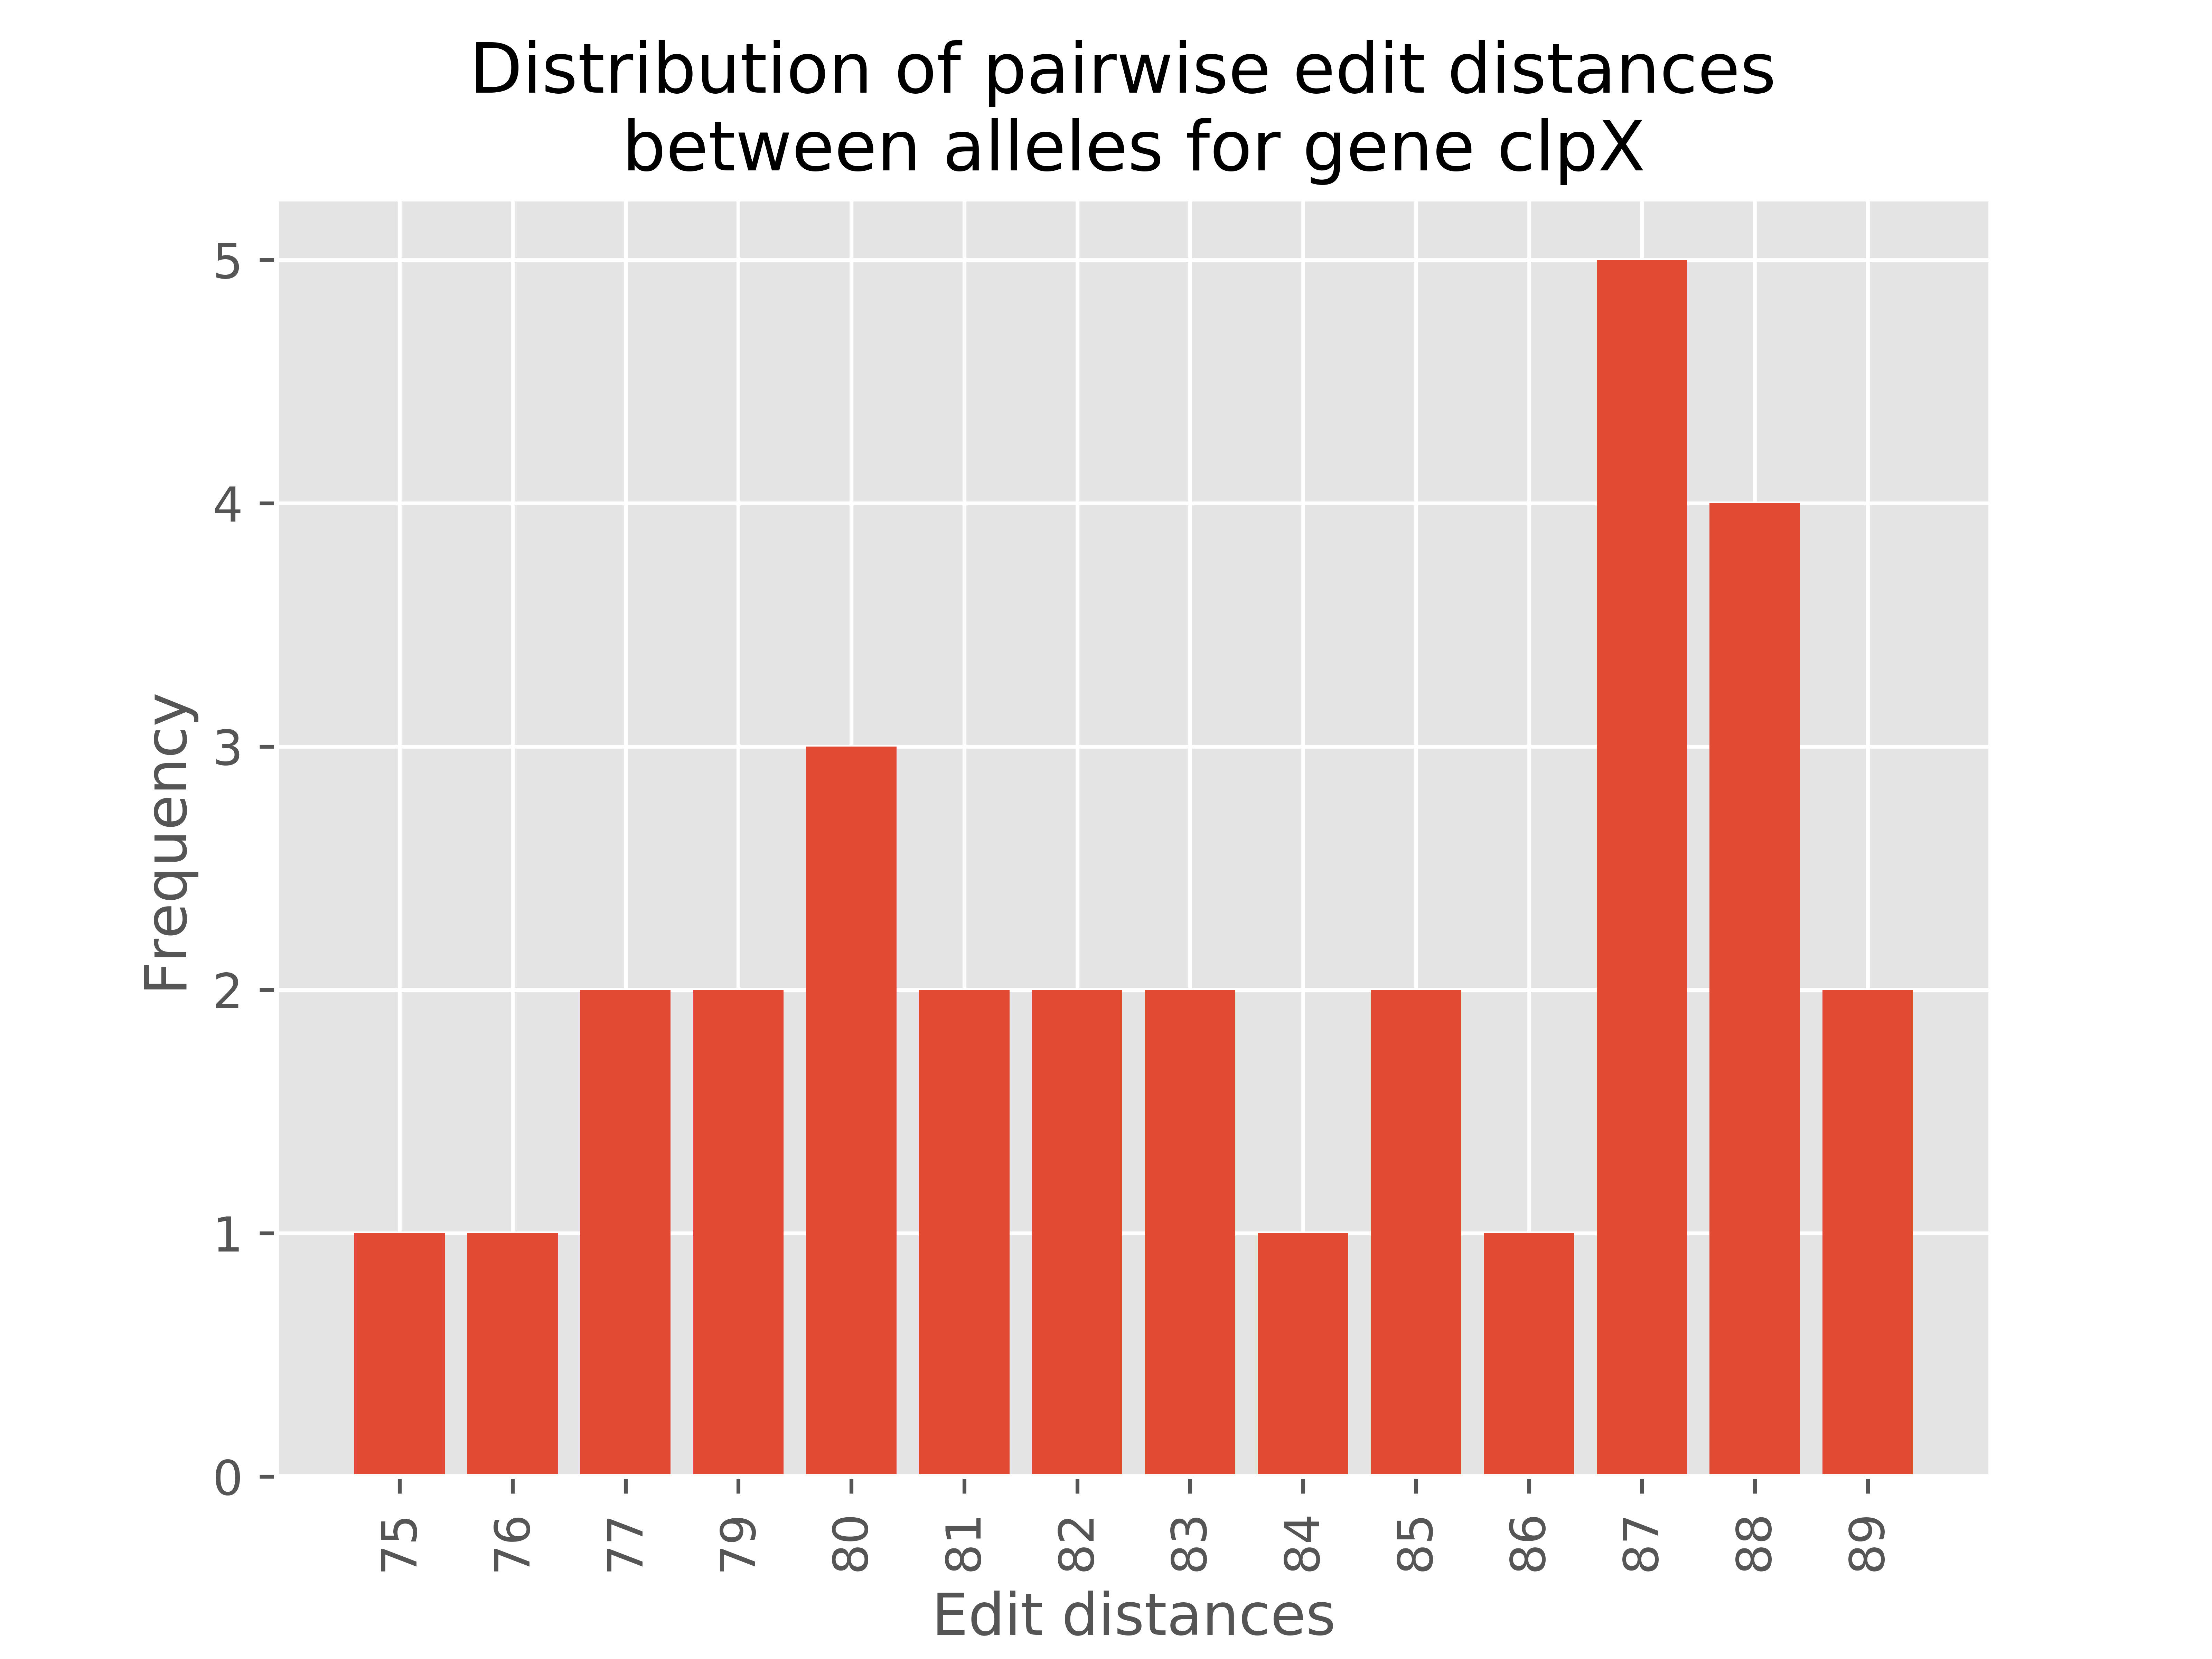 Distribution of pairwise edit distances
between alleles for gene clpX
Frequency
5
4
3
2
1
0
75 76 77 79 80 81 82 83 84 85 86 87 88 89
Edit distances